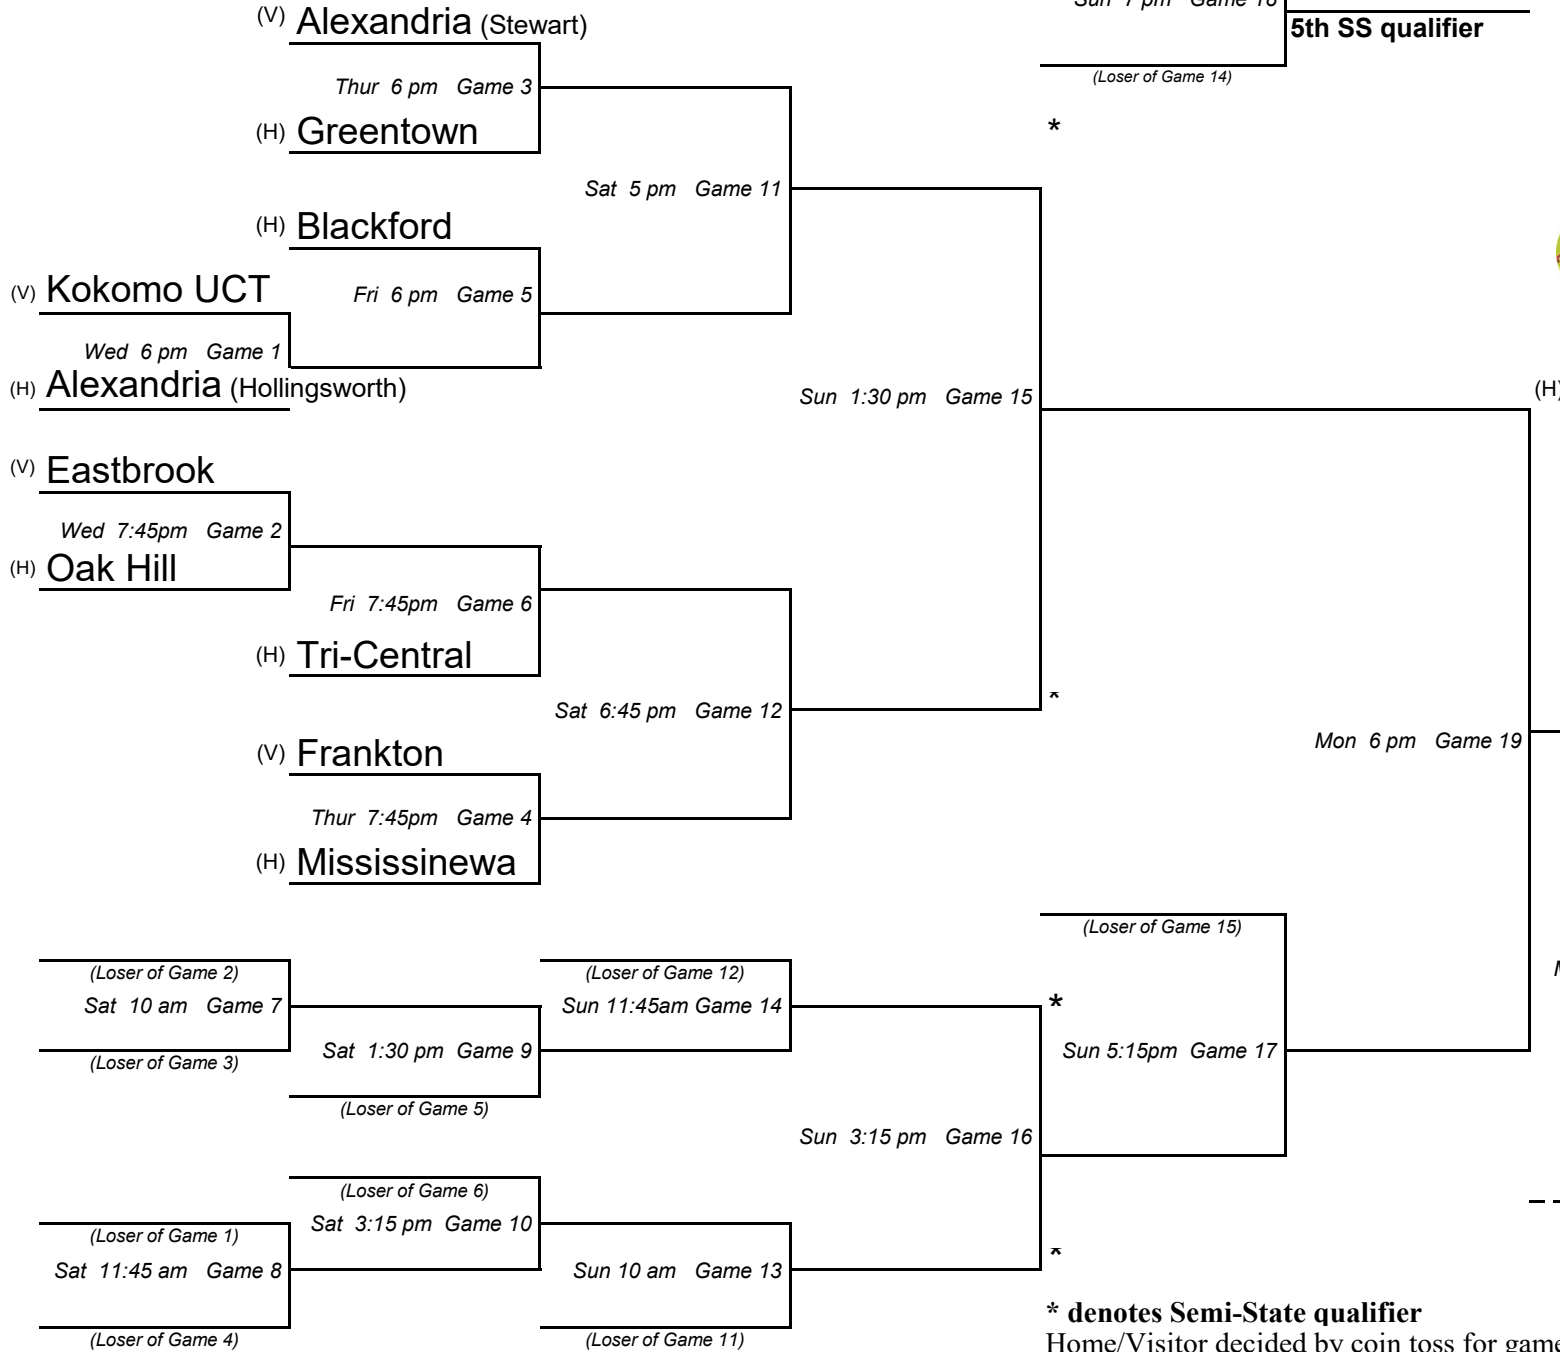 Sun 7 pm Game 18
(V) Alexandria (Stewart)
5th SS qualifier
Thur 6 pm Game 3
(Loser of Game 14)
(H) Greentown
*
Sat 5 pm Game 11
(H) Blackford
(V) Kokomo UCT
Fri 6 pm Game 5
Wed 6 pm Game 1
(H) Alexandria (Hollingsworth)
Sun 1:30 pm Game 15
(H)
(V) Eastbrook
Wed 7:45pm Game 2
(H) Oak Hill
Fri 7:45pm Game 6
(H) Tri-Central
*
Sat 6:45 pm Game 12
Mon 6 pm Game 19
(V) Frankton
Thur 7:45pm Game 4
(H) Mississinewa
(Loser of Game 15)
(Loser of Game 2)
(Loser of Game 12)
Sat 10 am Game 7
Sun 11:45am Game 14
*
Sat 1:30 pm Game 9
Sun 5:15pm Game 17
(Loser of Game 3)
(Loser of Game 5)
Sun 3:15 pm Game 16
(Loser of Game 6)
Sat 3:15 pm Game 10
(Loser of Game 1)
*
Sat 11:45 am Game 8
Sun 10 am Game 13
* denotes Semi-State qualifier
(Loser of Game 4)
(Loser of Game 11)
Home/Visitor decided by coin toss for game